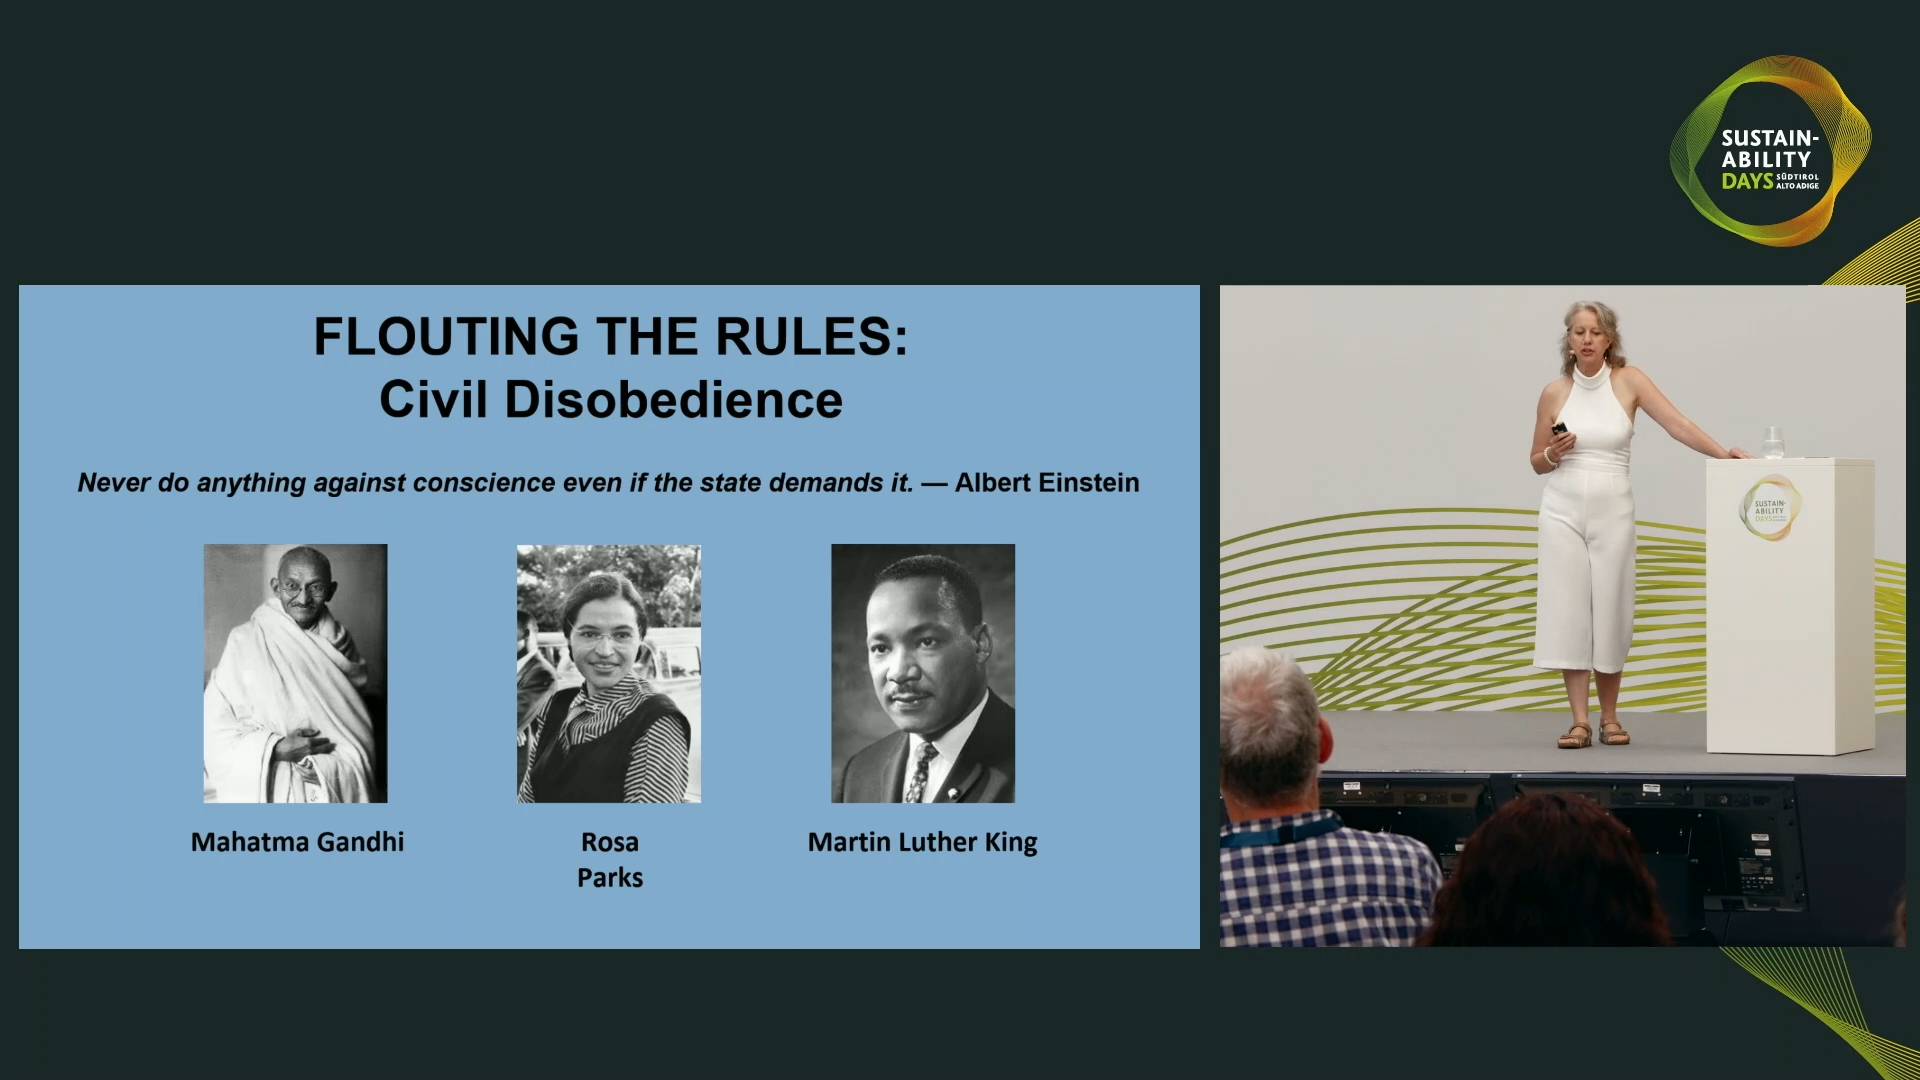 SUSTAIN-
ABILITY
DAYS SÜDTIROL
ALTO ADIGE
FLOUTING THE RULES:
Civil Disobedience
Never do anything against conscience even if the state demands it. — Albert Einstein
Mahatma Gandhi
Rosa
Parks
Martin Luther King
SUSTAIN-
ABILITY
DAYS